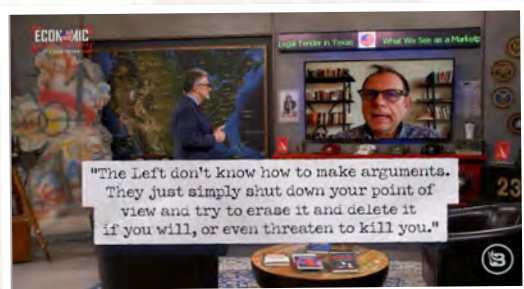 ECONOMIC
Legal Tender in Texas
What We See as a Marketp
"The Left don't know how to make arguments.
They just simply shut down your point of
view and try to erase it and delete it
if you will, or even threaten to kill you."
23
B